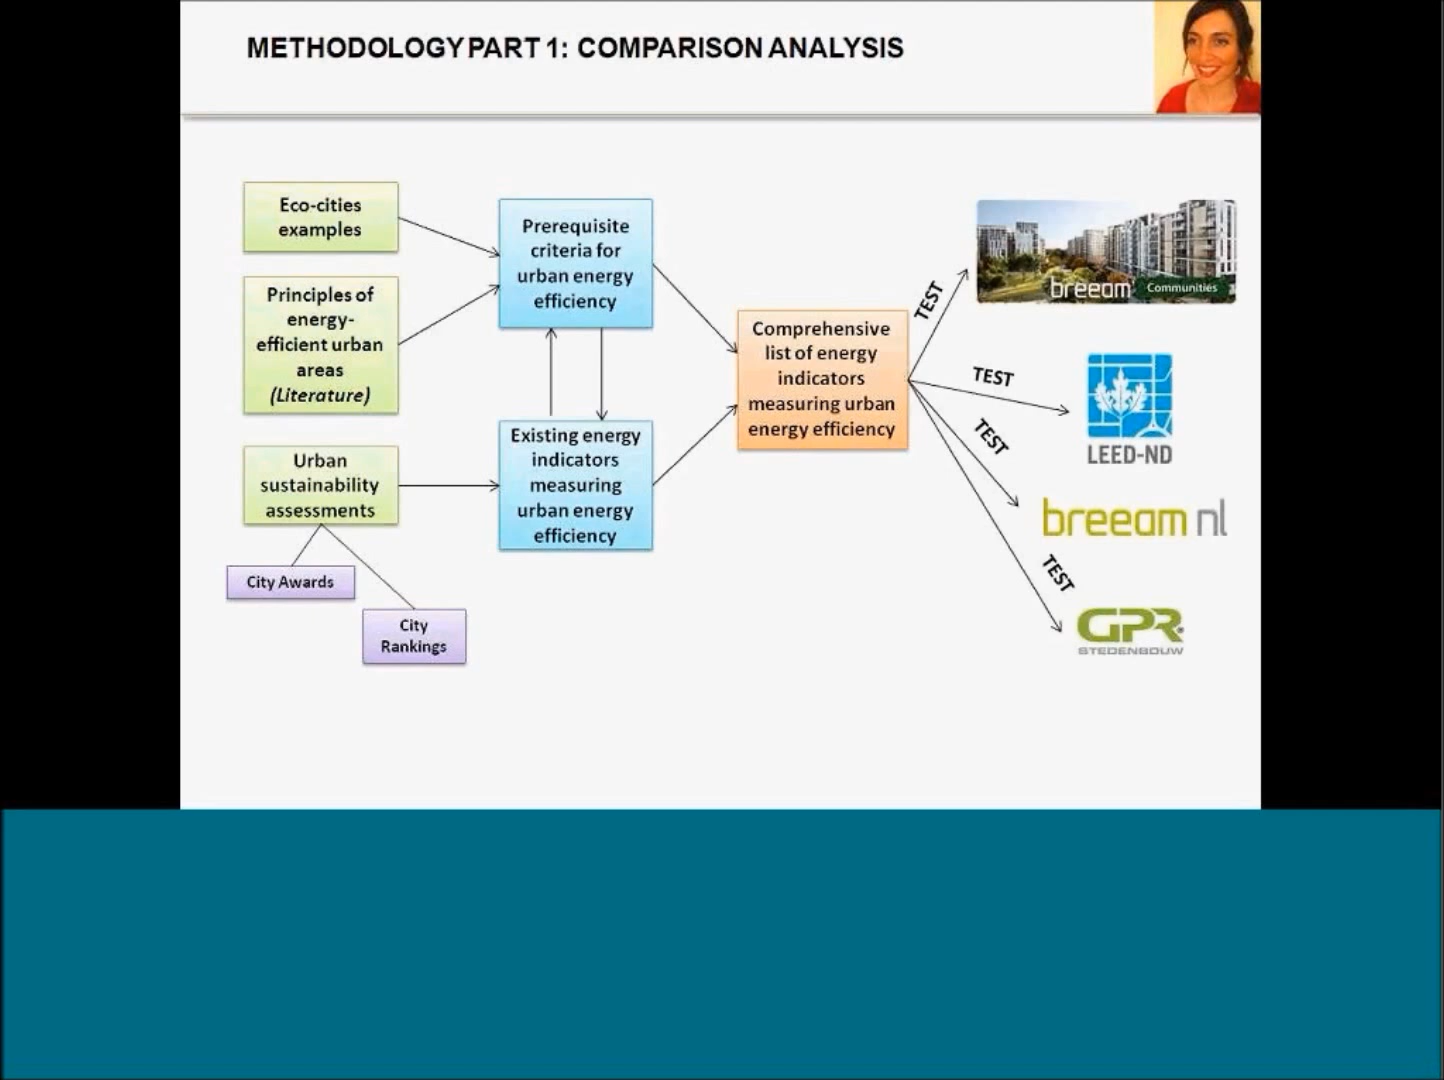 METHODOLOGY PART 1: COMPARISON ANALYSIS
Eco-cities
examples
Principles of
energy-
efficient urban
areas
(Literature)
Urban
sustainability
assessments
City Awards
City
Rankings
Prerequisite
criteria for
urban energy
efficiency
Existing energy
indicators
measuring
urban energy
efficiency
Comprehensive
list of energy
indicators
measuring urban
energy efficiency
TEST
TEST
TEST
TEST
breeam Communities
LEED-ND
breeam nl
GPR
STEDENBOUW